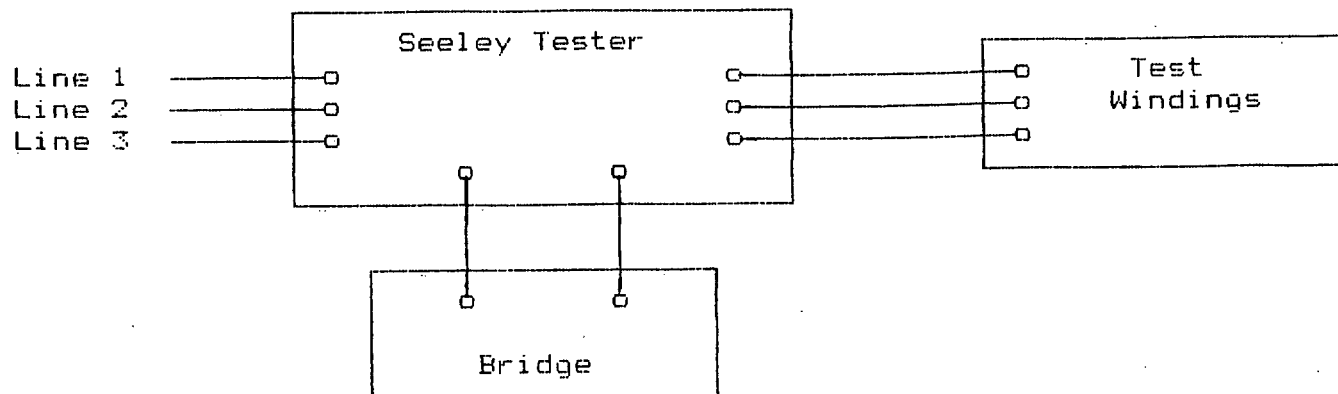 Seeley Tester
Line 1
Line 2
Line 3
Test
Windings
Bridge